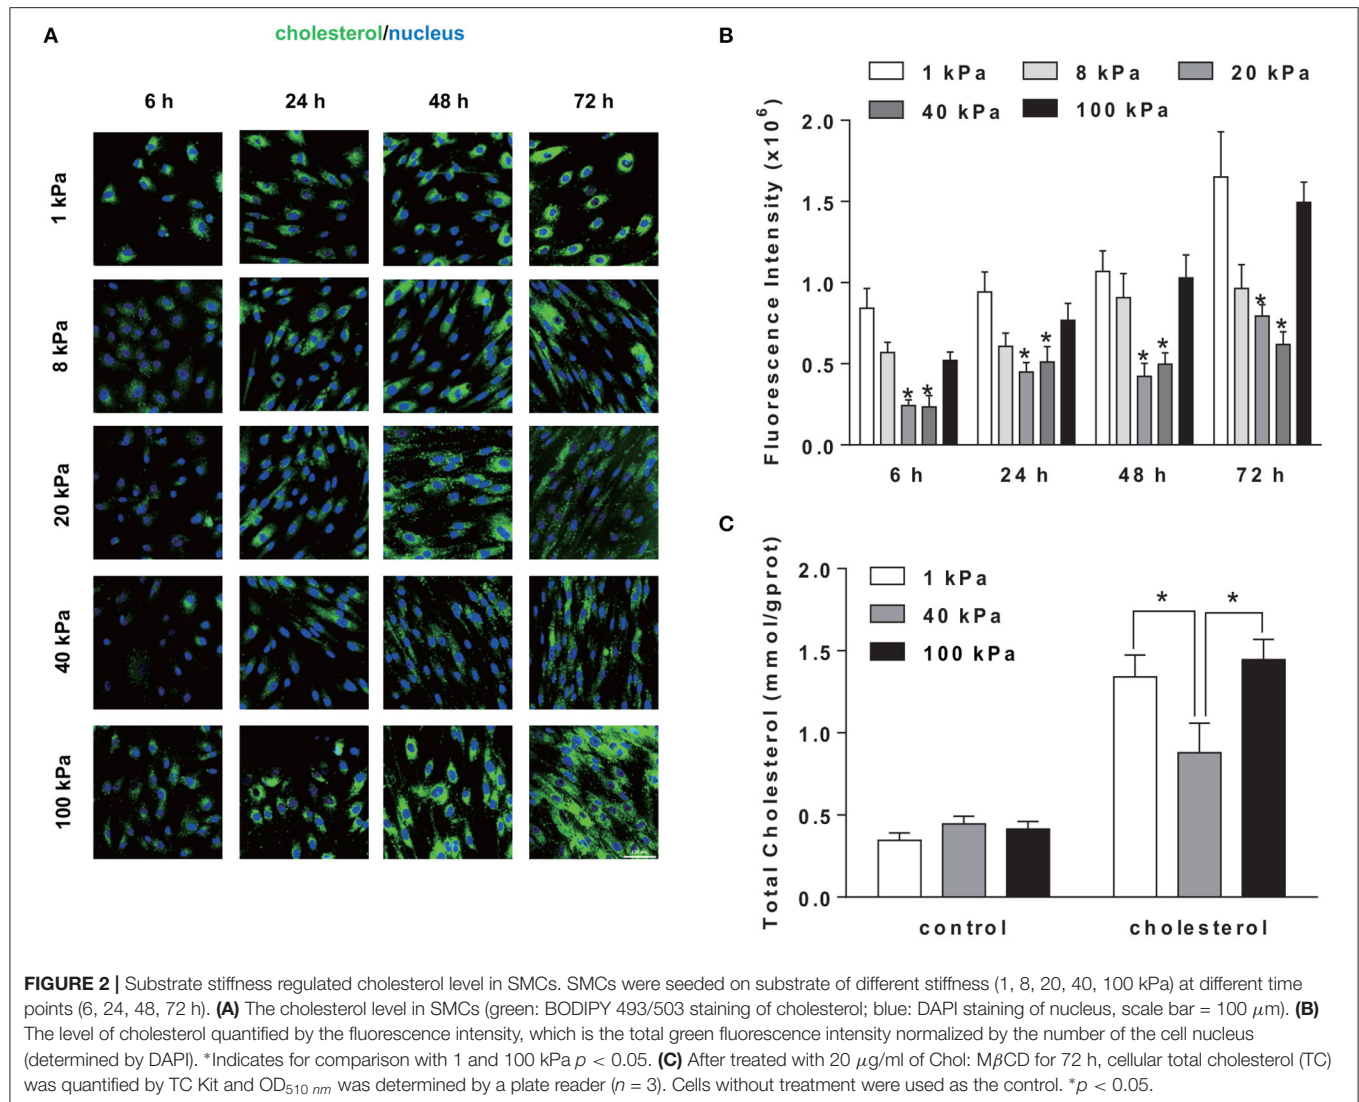 A
cholesterol/nucleus
6 h
24 h
48 h
72 h
1 kPa
8 kPa
20 kPa
40 kPa
100 kPa
B
1 kPa
8 kPa
20 kPa
40 kPa
100 kPa
Fluorescence Intensity (x10⁶)
2.0
1.5
1.0
0.5
0.0
* * * * * * * *
6 h
24 h
48 h
72 h
C
1 kPa
40 kPa
100 kPa
Total Cholesterol (mmol/gprot)
2.0
1.5
1.0
0.5
0.0
* *
control
cholesterol
FIGURE 2 | Substrate stiffness regulated cholesterol level in SMCs. SMCs were seeded on substrate of different stiffness (1, 8, 20, 40, 100 kPa) at different time
points (6, 24, 48, 72 h). (A) The cholesterol level in SMCs (green: BODIPY 493/503 staining of cholesterol; blue: DAPI staining of nucleus, scale bar = 100 μm). (B)
The level of cholesterol quantified by the fluorescence intensity, which is the total green fluorescence intensity normalized by the number of the cell nucleus
(determined by DAPI). *Indicates for comparison with 1 and 100 kPa p < 0.05. (C) After treated with 20 μg/ml of Chol: MβCD for 72 h, cellular total cholesterol (TC)
was quantified by TC Kit and OD510 nm was determined by a plate reader (n = 3). Cells without treatment were used as the control. *p < 0.05.